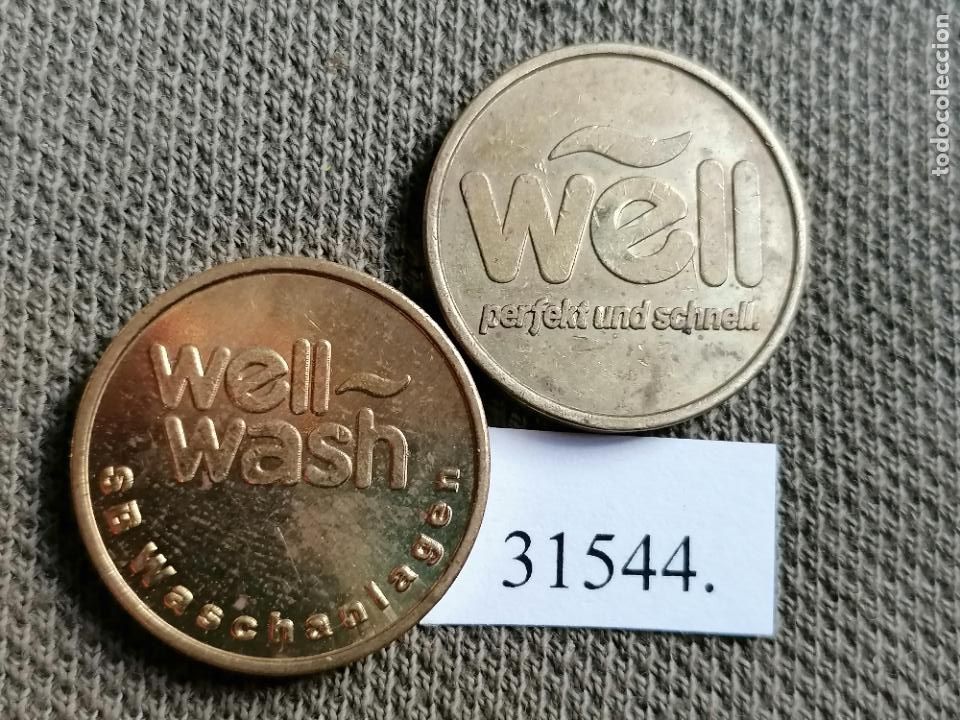 well
perfekt und schnell.
well
wash
SB Waschanlagen
31544.
todocoleccion